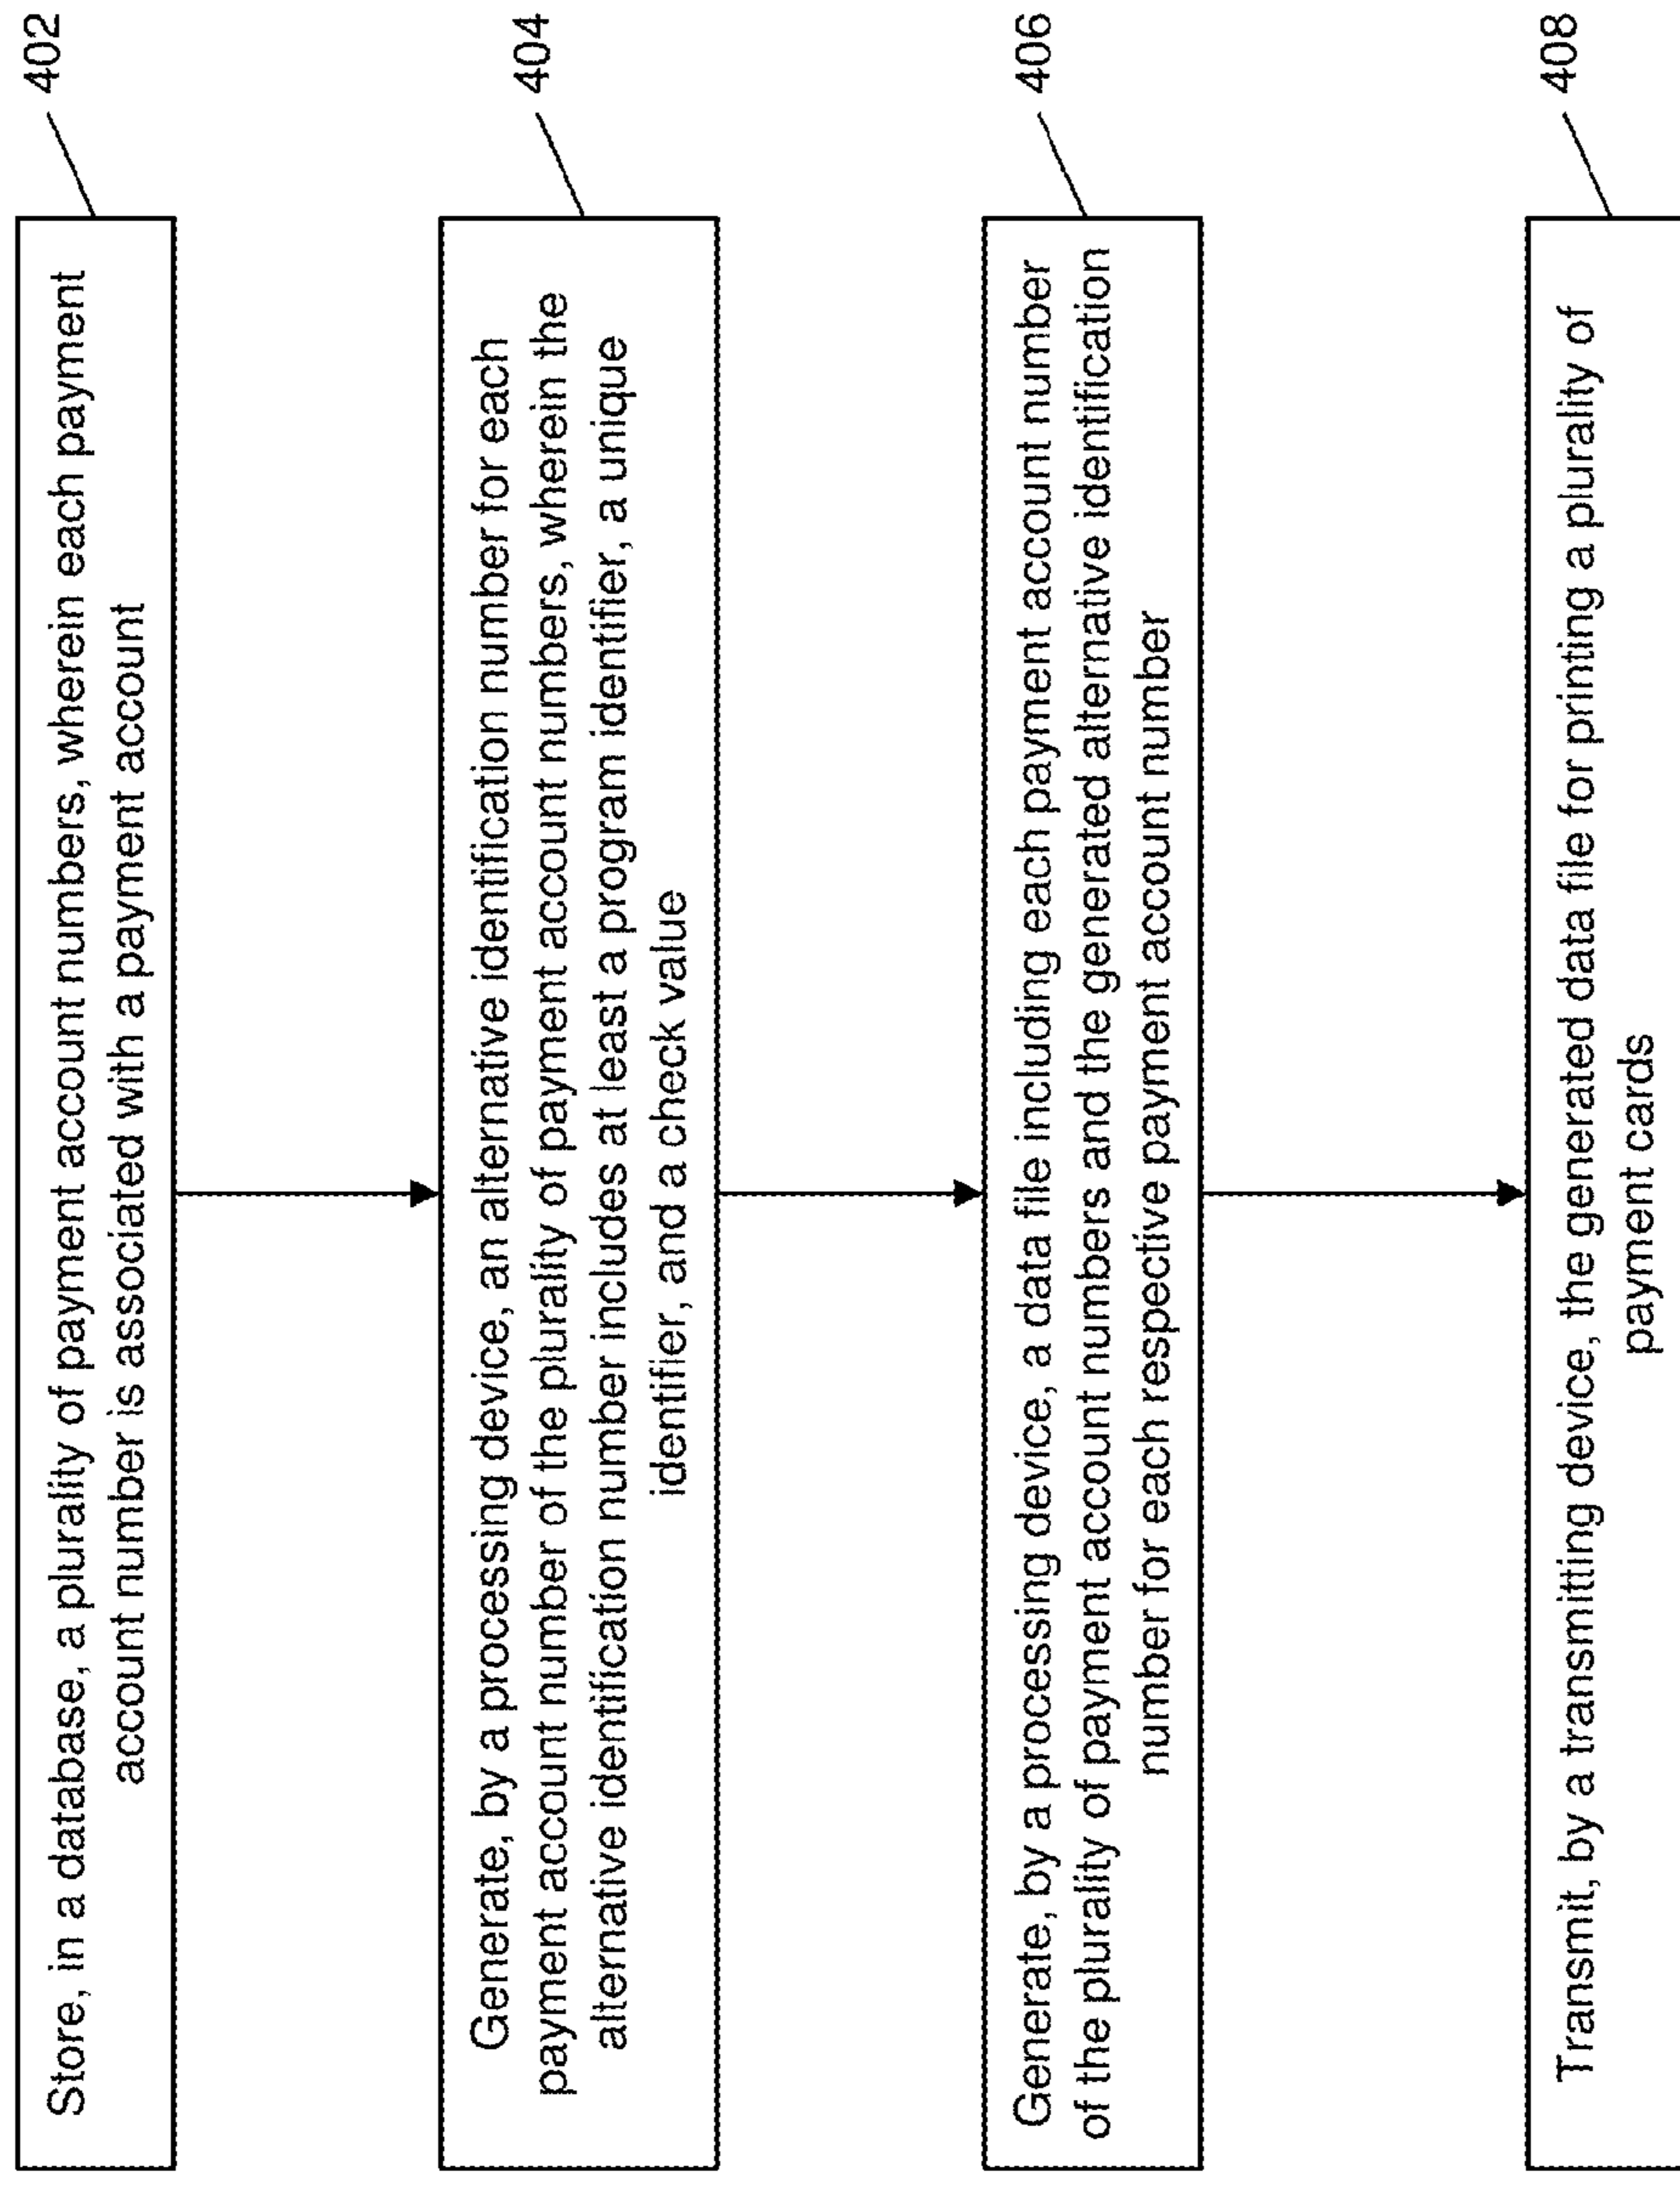 402
Store, in a database, a plurality of payment account numbers, wherein each payment
account number is associated with a payment account
404
Generate, by a processing device, an alternative identification number for each
payment account number of the plurality of payment account numbers, wherein the
alternative identification number includes at least a program identifier, a unique
identifier, and a check value
406
Generate, by a processing device, a data file including each payment account number
of the plurality of payment account numbers and the generated alternative identification
number for each respective payment account number
408
Transmit, by a transmitting device, the generated data file for printing a plurality of
payment cards